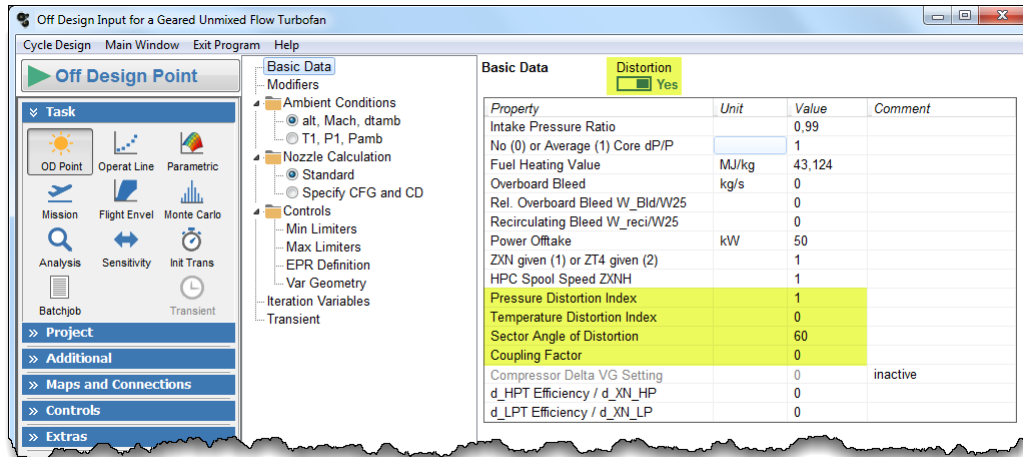 Off Design Input for a Geared Unmixed Flow Turbofan
Cycle Design Main Window Exit Program Help
Off Design Point
Task
OD Point Operat Line Parametric
Mission Flight Envel Monte Carlo
Analysis Sensitivity Init Trans
Batchjob Transient
Project
Additional
Maps and Connections
Controls
Extras
Basic Data
Modifiers
Ambient Conditions
alt, Mach, dtamb
T1, P1, Pamb
Nozzle Calculation
Standard
Specify CFG and CD
Controls
Min Limiters
Max Limiters
EPR Definition
Var Geometry
Iteration Variables
Transient
Basic Data Distortion
Yes
Property Unit Value Comment
Intake Pressure Ratio 0,99
No (0) or Average (1) Core dP/P 1
Fuel Heating Value MJ/kg 43,124
Overboard Bleed kg/s 0
Rel. Overboard Bleed W_Bld/W25 0
Recirculating Bleed W_reci/W25 0
Power Offtake kW 50
ZXN given (1) or ZT4 given (2) 1
HPC Spool Speed ZXNH 1
Pressure Distortion Index 1
Temperature Distortion Index 0
Sector Angle of Distortion 60
Coupling Factor 0
Compressor Delta VG Setting 0 inactive
d_HPT Efficiency / d_XN_HP 0
d_LPT Efficiency / d_XN_LP 0